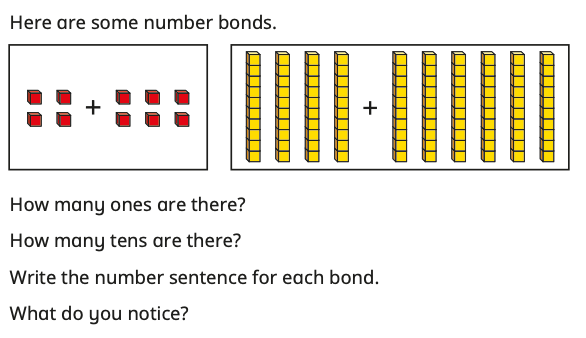 Here are some number bonds.
+ +
How many ones are there?
How many tens are there?
Write the number sentence for each bond.
What do you notice?